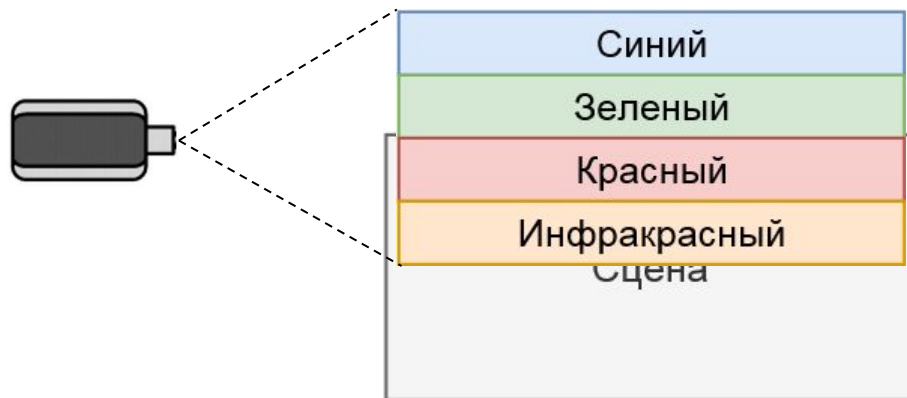 Синий
Зеленый
Красный
Инфракрасный
Сцена